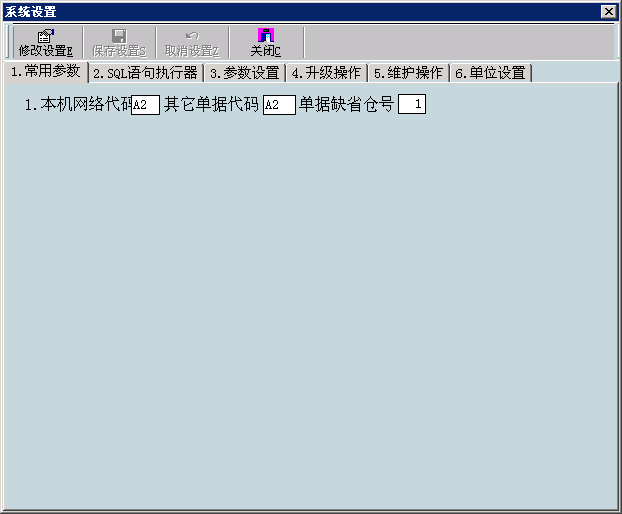 系统设置
修改设置E 保存设置S 取消设置Z 关闭C
1.常用参数 2.SQL语句执行器 3.参数设置 4.升级操作 5.维护操作 6.单位设置
1.本机网络代码 A2 其它单据代码 A2 单据缺省仓号 1